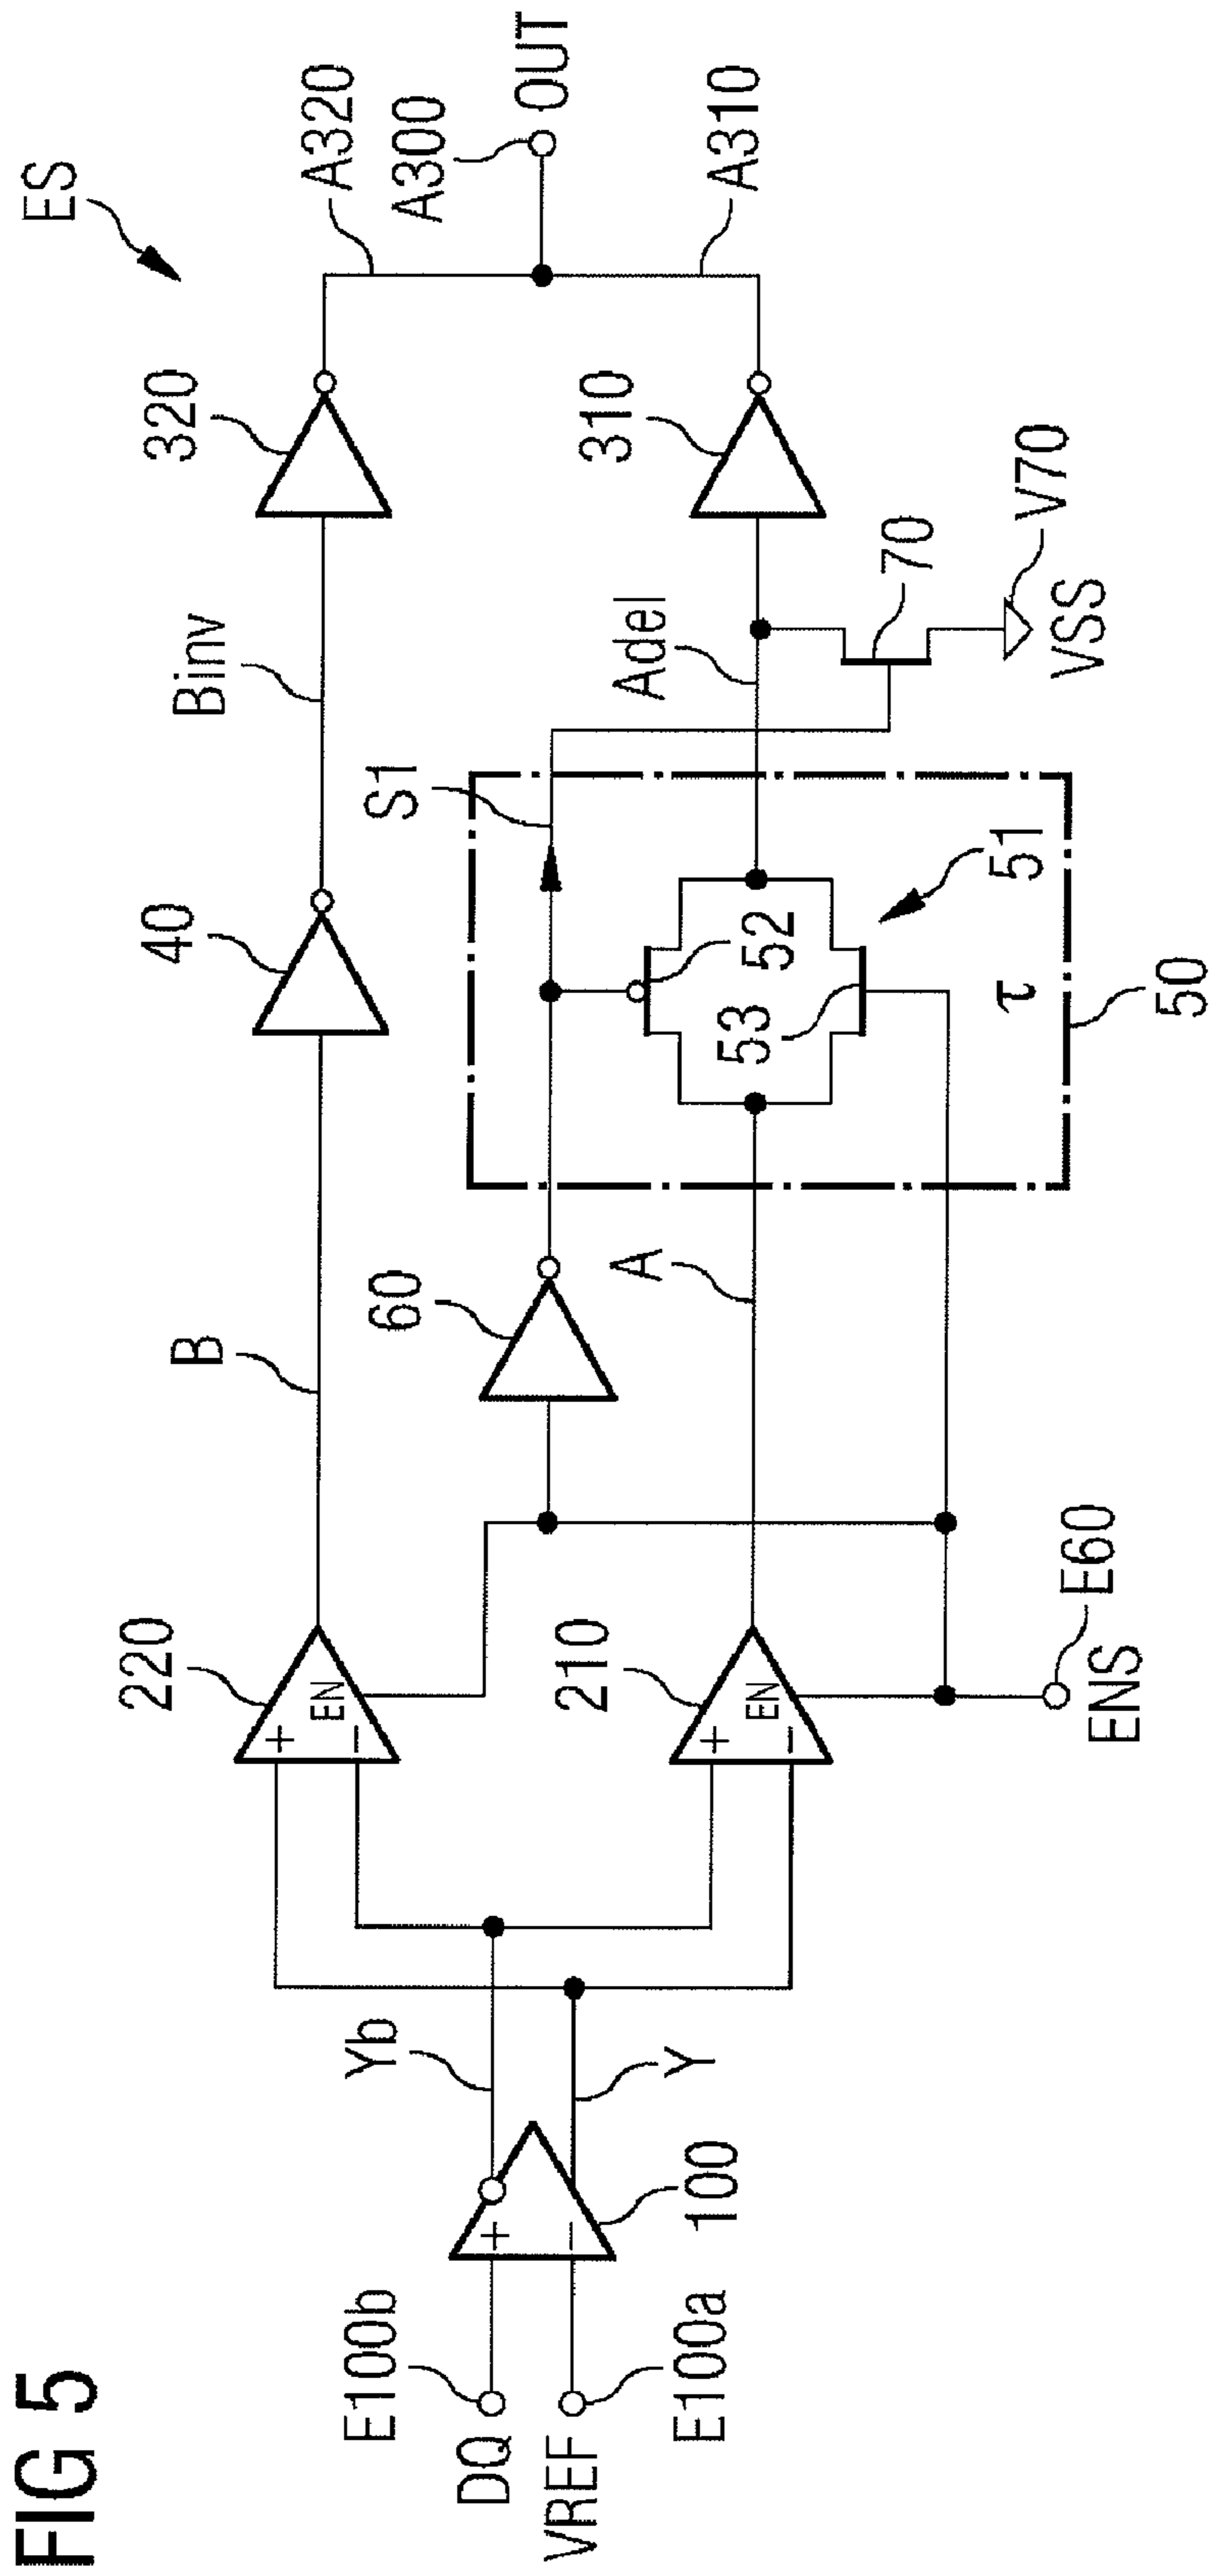 FIG 5
ES
220
B
40
Binv
320
A320
A300
OUT
A310
E100b
DQ
VREF
E100a
+
−
100
Yb
Y
+
−
EN
+
−
EN
210
ENS
E60
60
A
S1
53
52
51
τ
50
Adel
70
V70
VSS
310